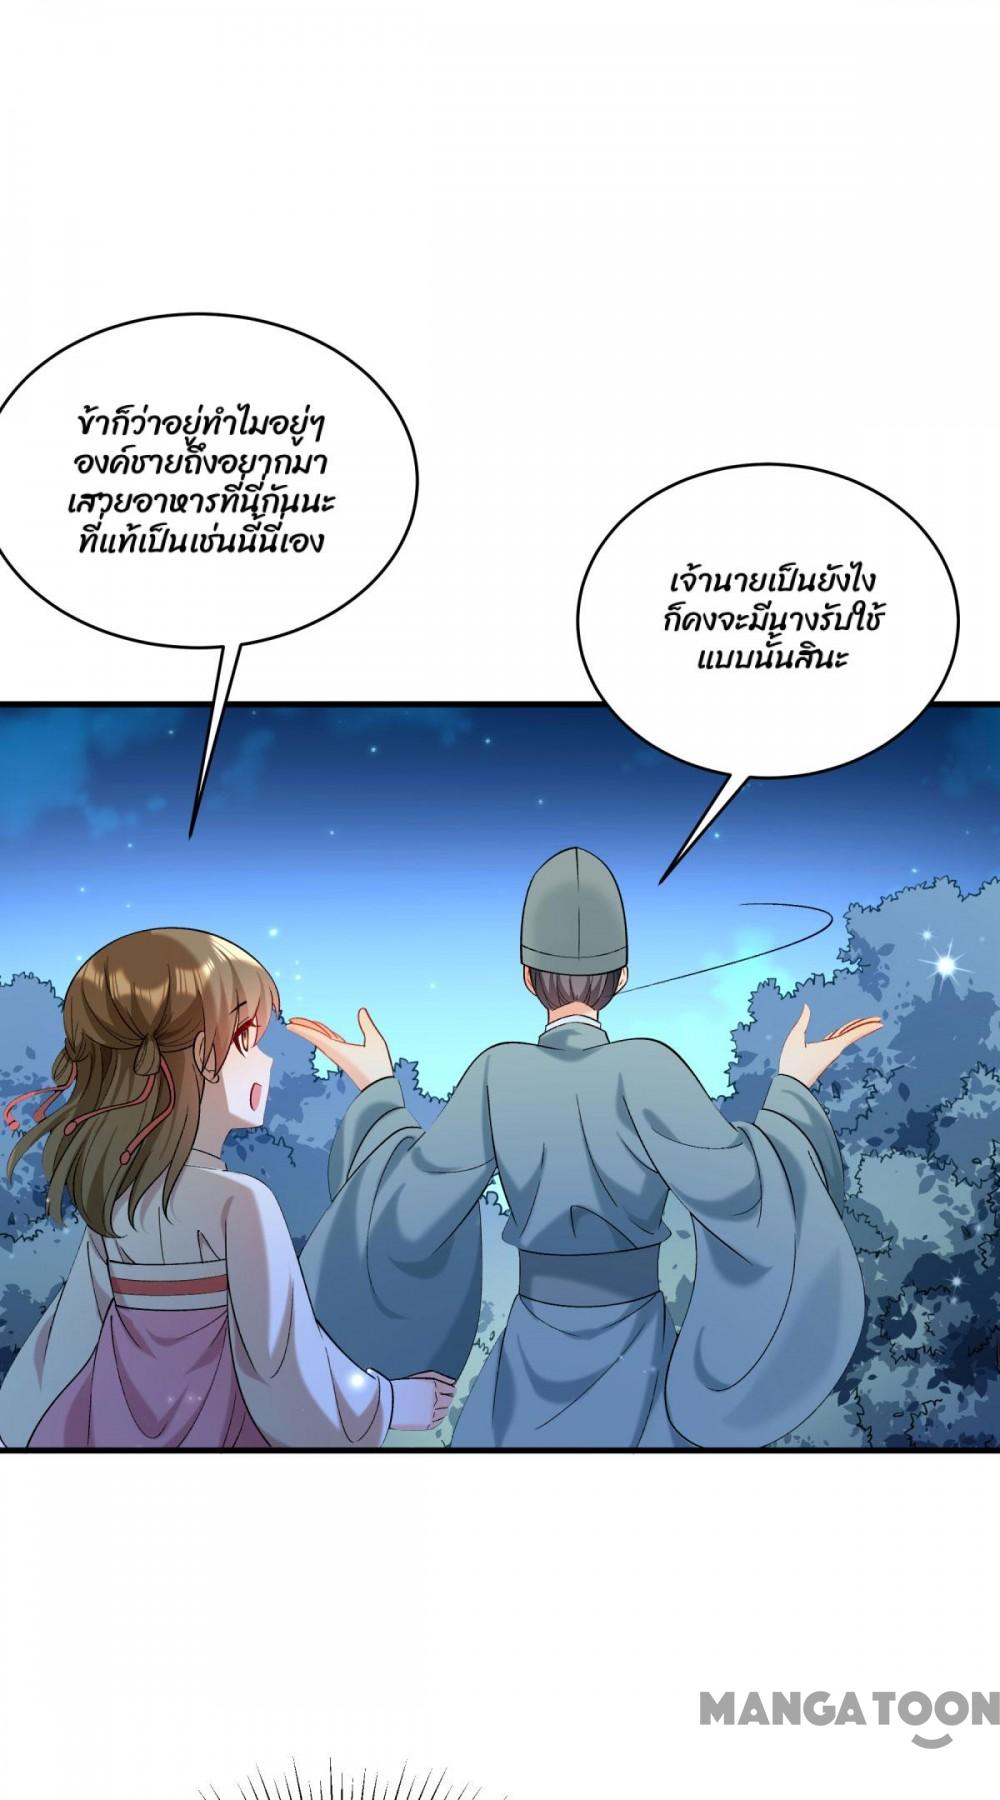 ข้าก็ว่าอยู่ทำไมอยู่ๆ
องค์ชายถึงอยากมา
เสวยอาหารที่นี่กันนะ
ที่แท้เป็นเช่นนี้นี่เอง
เจ้านายเป็นยังไง
ก็คงจะมีนางรับใช้
แบบนั้นสินะ
MANGATOON